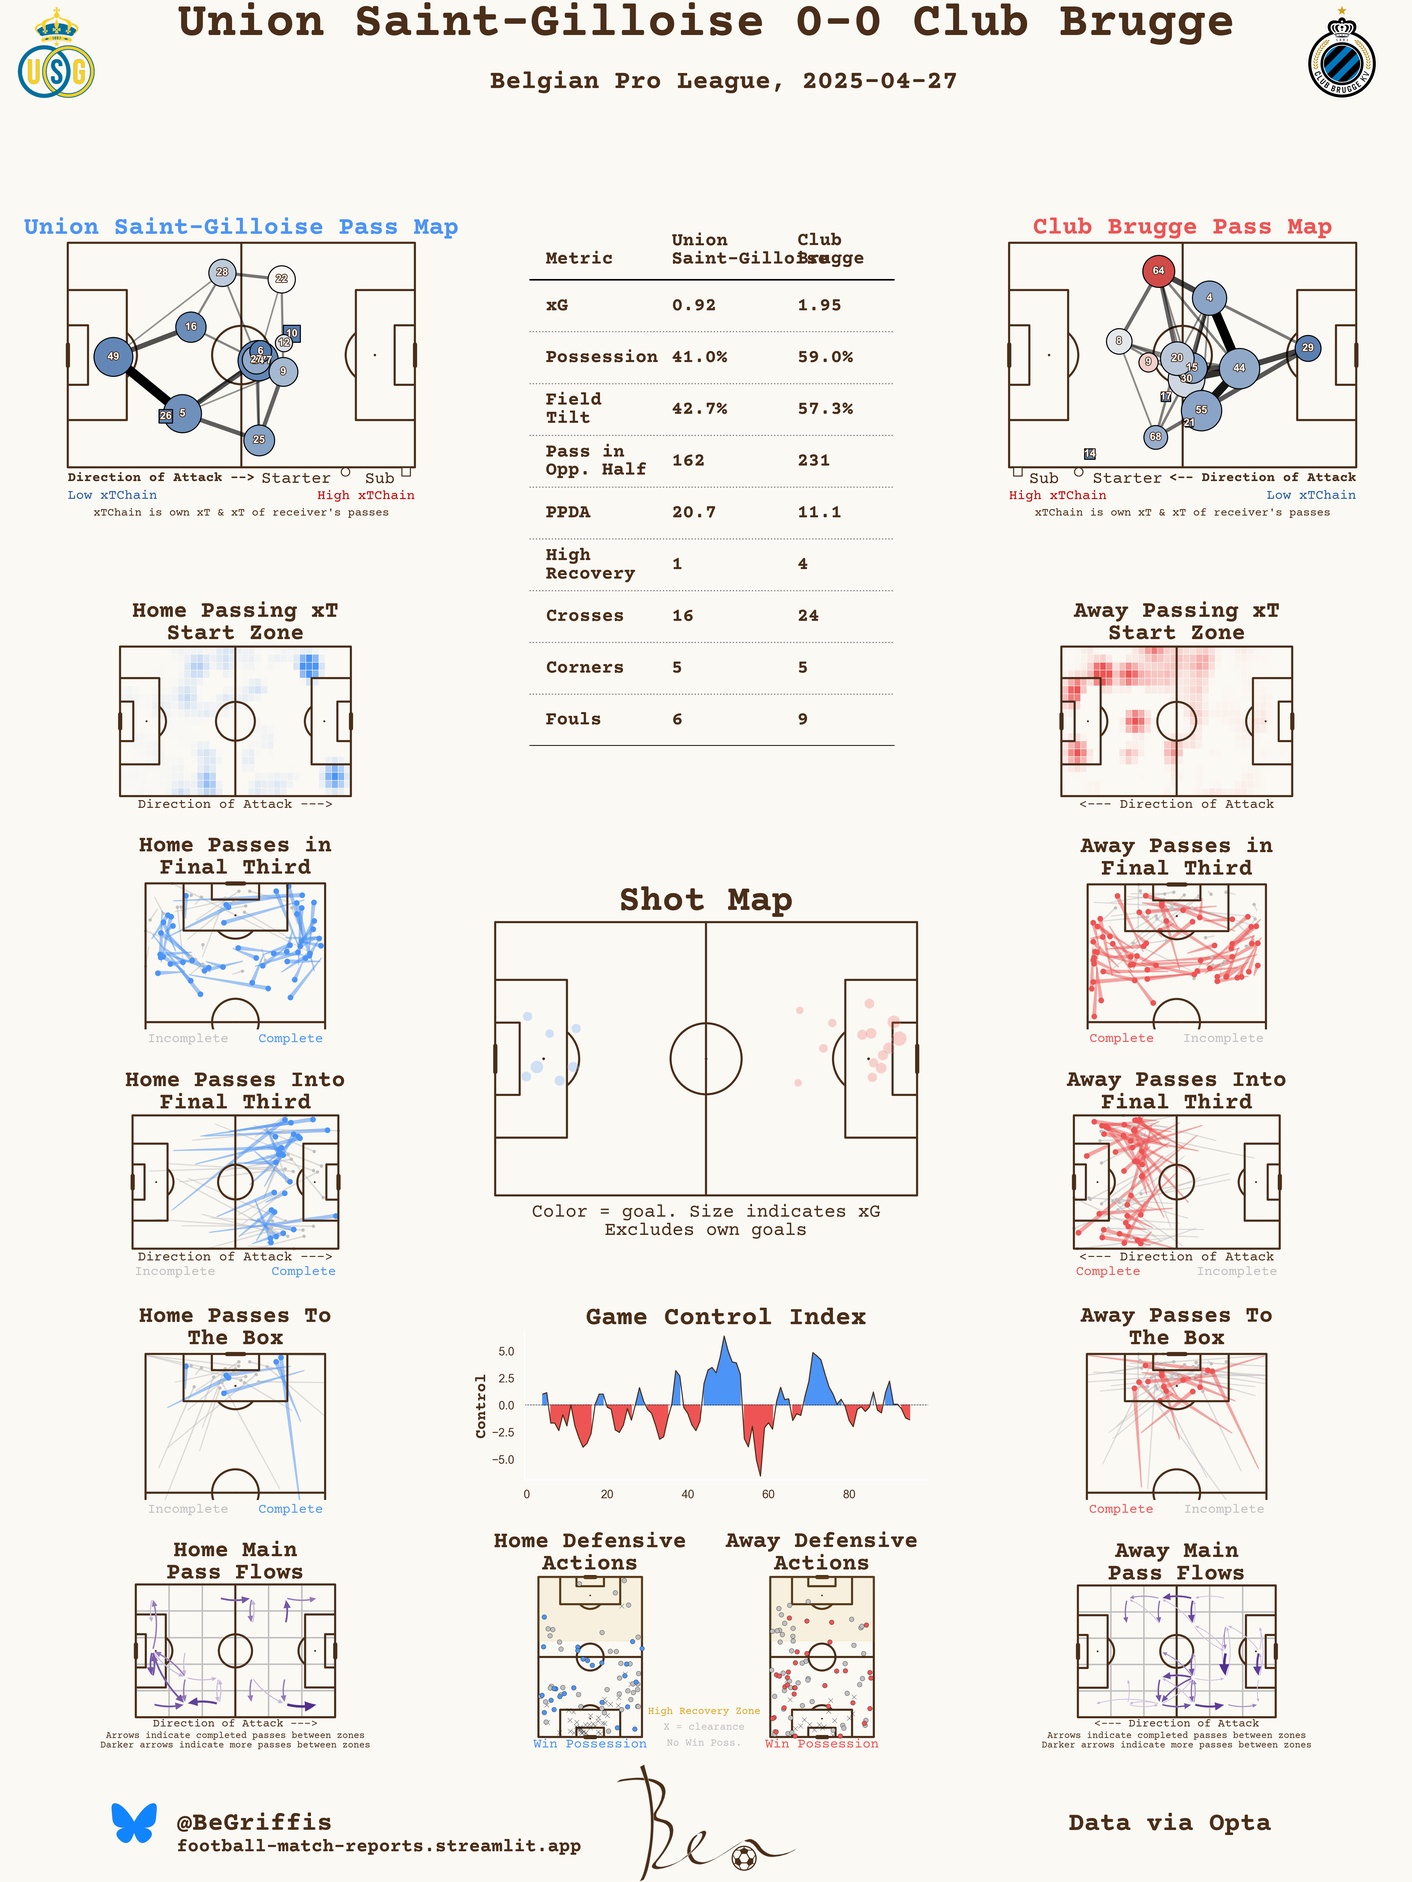 Union Saint-Gilloise 0-0 Club Brugge
Belgian Pro League, 2025-04-27
USG
1897
CLUB BRUGGE KV
1891
Union Saint-Gilloise Pass Map
28
22
16
10
12
49
6
27
9
26
5
25
Direction of Attack --> Starter Sub
Low xTChain High xTChain
xTChain is own xT & xT of receiver's passes
Metric Union Saint-Gilloise Club Brugge
xG 0.92 1.95
Possession 41.0% 59.0%
Field Tilt 42.7% 57.3%
Pass in Opp. Half 162 231
PPDA 20.7 11.1
High Recovery 1 4
Crosses 16 24
Corners 5 5
Fouls 6 9
Club Brugge Pass Map
64
4
8
29
9
20
15
44
30
17
55
21
68
14
Sub Starter <-- Direction of Attack
High xTChain Low xTChain
xTChain is own xT & xT of receiver's passes
Home Passing xT
Start Zone
Direction of Attack --->
Away Passing xT
Start Zone
<--- Direction of Attack
Home Passes in
Final Third
Incomplete Complete
Shot Map
Color = goal. Size indicates xG
Excludes own goals
Away Passes in
Final Third
Complete Incomplete
Home Passes Into
Final Third
Direction of Attack --->
Incomplete Complete
Away Passes Into
Final Third
<--- Direction of Attack
Complete Incomplete
Home Passes To
The Box
Incomplete Complete
Game Control Index
Control
5.0
2.5
0.0
−2.5
−5.0
0 20 40 60 80
Away Passes To
The Box
Complete Incomplete
Home Main
Pass Flows
Direction of Attack --->
Arrows indicate completed passes between zones
Darker arrows indicate more passes between zones
Home Defensive
Actions
Win Possession
High Recovery Zone
X = clearance
No Win Poss.
Away Defensive
Actions
Win Possession
Away Main
Pass Flows
<--- Direction of Attack
Arrows indicate completed passes between zones
Darker arrows indicate more passes between zones
@BeGriffis
football-match-reports.streamlit.app
Ben
Data via Opta